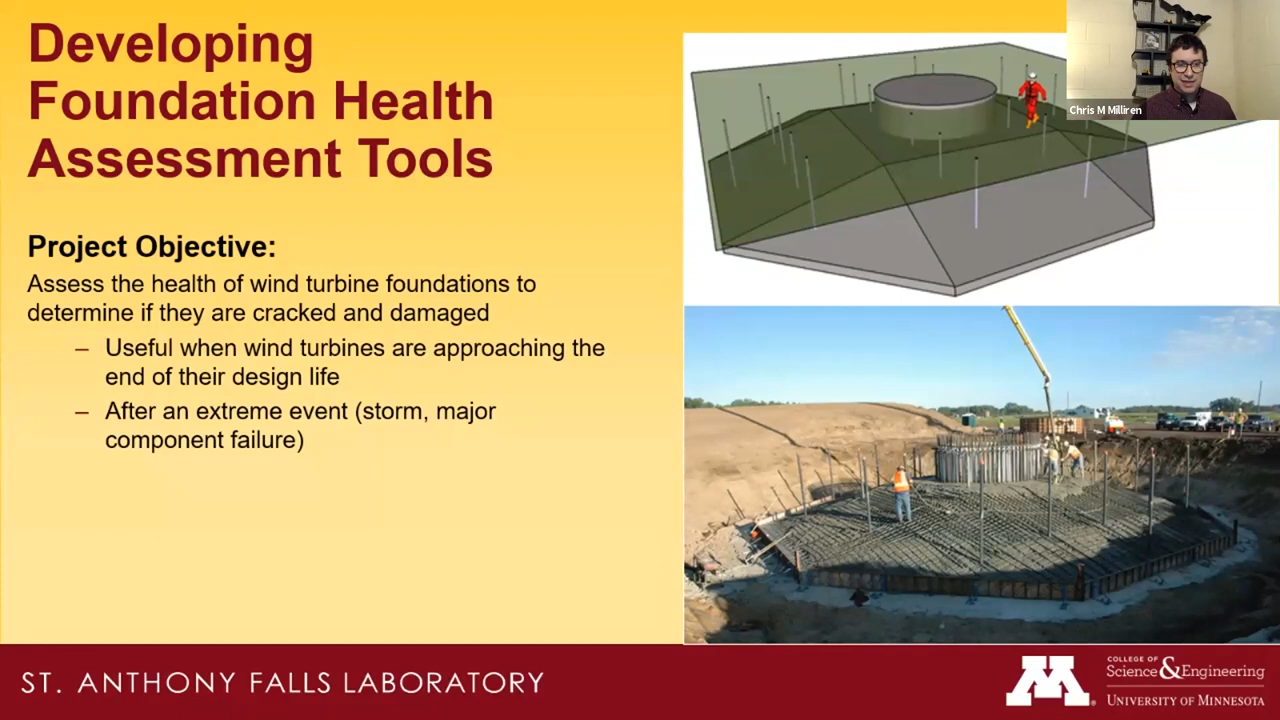 Developing
Foundation Health
Assessment Tools
Project Objective:
Assess the health of wind turbine foundations to
determine if they are cracked and damaged
– Useful when wind turbines are approaching the
end of their design life
– After an extreme event (storm, major
component failure)
Chris M Milliren
ST. ANTHONY FALLS LABORATORY
M
COLLEGE OF
Science & Engineering
UNIVERSITY OF MINNESOTA